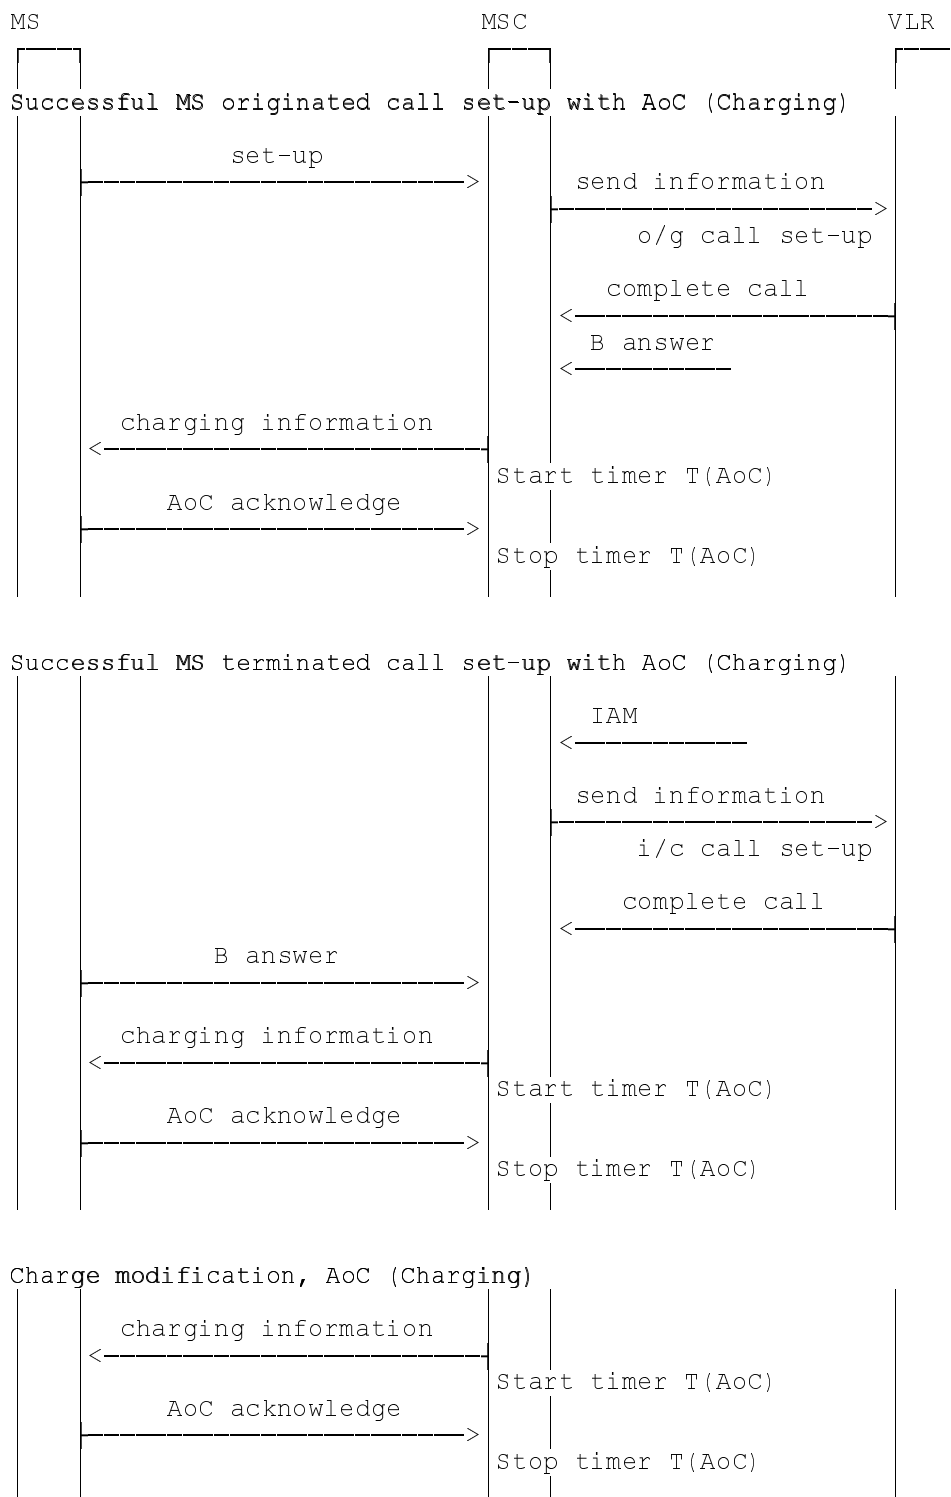 MS MSC VLR
Successful MS originated call set-up with AoC (Charging)
set-up
send information
o/g call set-up
complete call
B answer
charging information
Start timer T(AoC)
AoC acknowledge
Stop timer T(AoC)
Successful MS terminated call set-up with AoC (Charging)
IAM
send information
i/c call set-up
complete call
B answer
charging information
Start timer T(AoC)
AoC acknowledge
Stop timer T(AoC)
Charge modification, AoC (Charging)
charging information
Start timer T(AoC)
AoC acknowledge
Stop timer T(AoC)